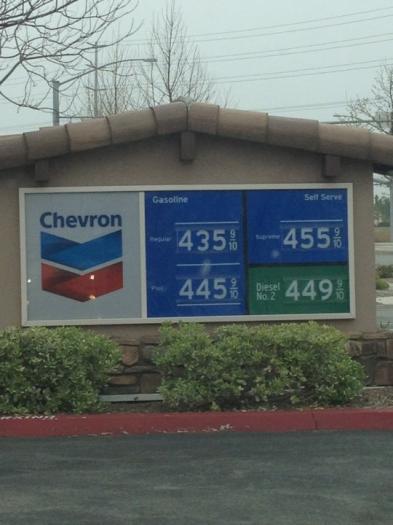 Chevron
Gasoline
Self Serve
Regular 435 9/10
Supreme 455 9/10
Plus 445 9/10
Diesel No. 2 449 9/10